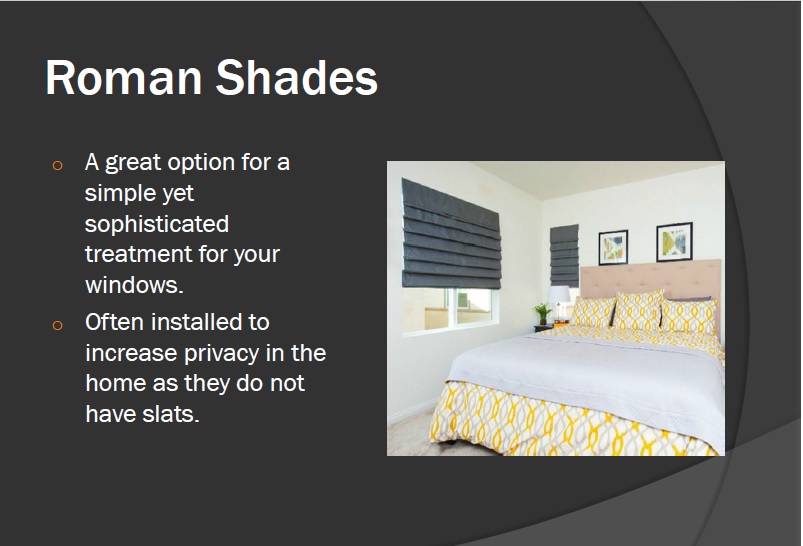 Roman Shades
A great option for a
simple yet
sophisticated
treatment for your
windows.
Often installed to
increase privacy in the
home as they do not
have slats.